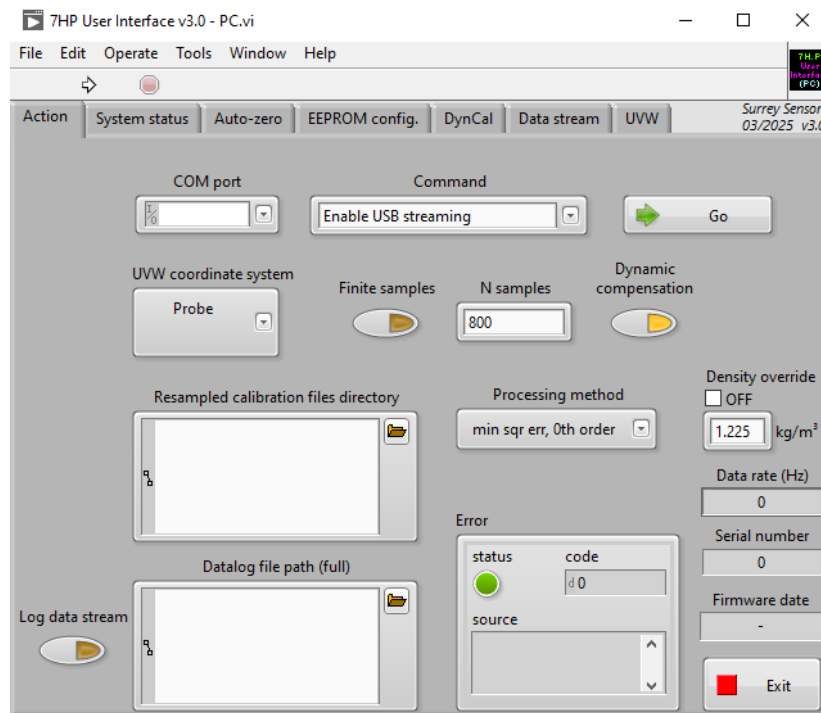 7HP User Interface v3.0 - PC.vi
File Edit Operate Tools Window Help
7H.P
User
(PC)
Action System status Auto-zero EEPROM config. DynCal Data stream UVW
Surrey Sensor
03/2025 v3.0
COM port Command
I/O Enable USB streaming Go
UVW coordinate system Finite samples N samples Dynamic compensation
Probe 800
Resampled calibration files directory Processing method Density override
OFF
min sqr err, 0th order 1.225 kg/m³
Data rate (Hz)
0
Error
Serial number
0
status code
d 0
Datalog file path (full)
Firmware date
-
Log data stream source
Exit